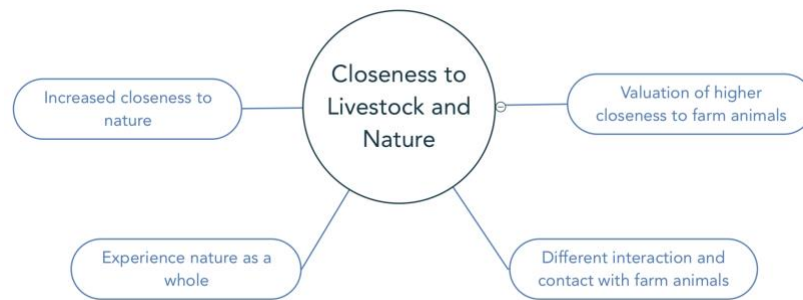 Closeness to
Livestock and
Nature
Increased closeness to
nature
Valuation of higher
closeness to farm animals
Experience nature as a
whole
Different interaction and
contact with farm animals